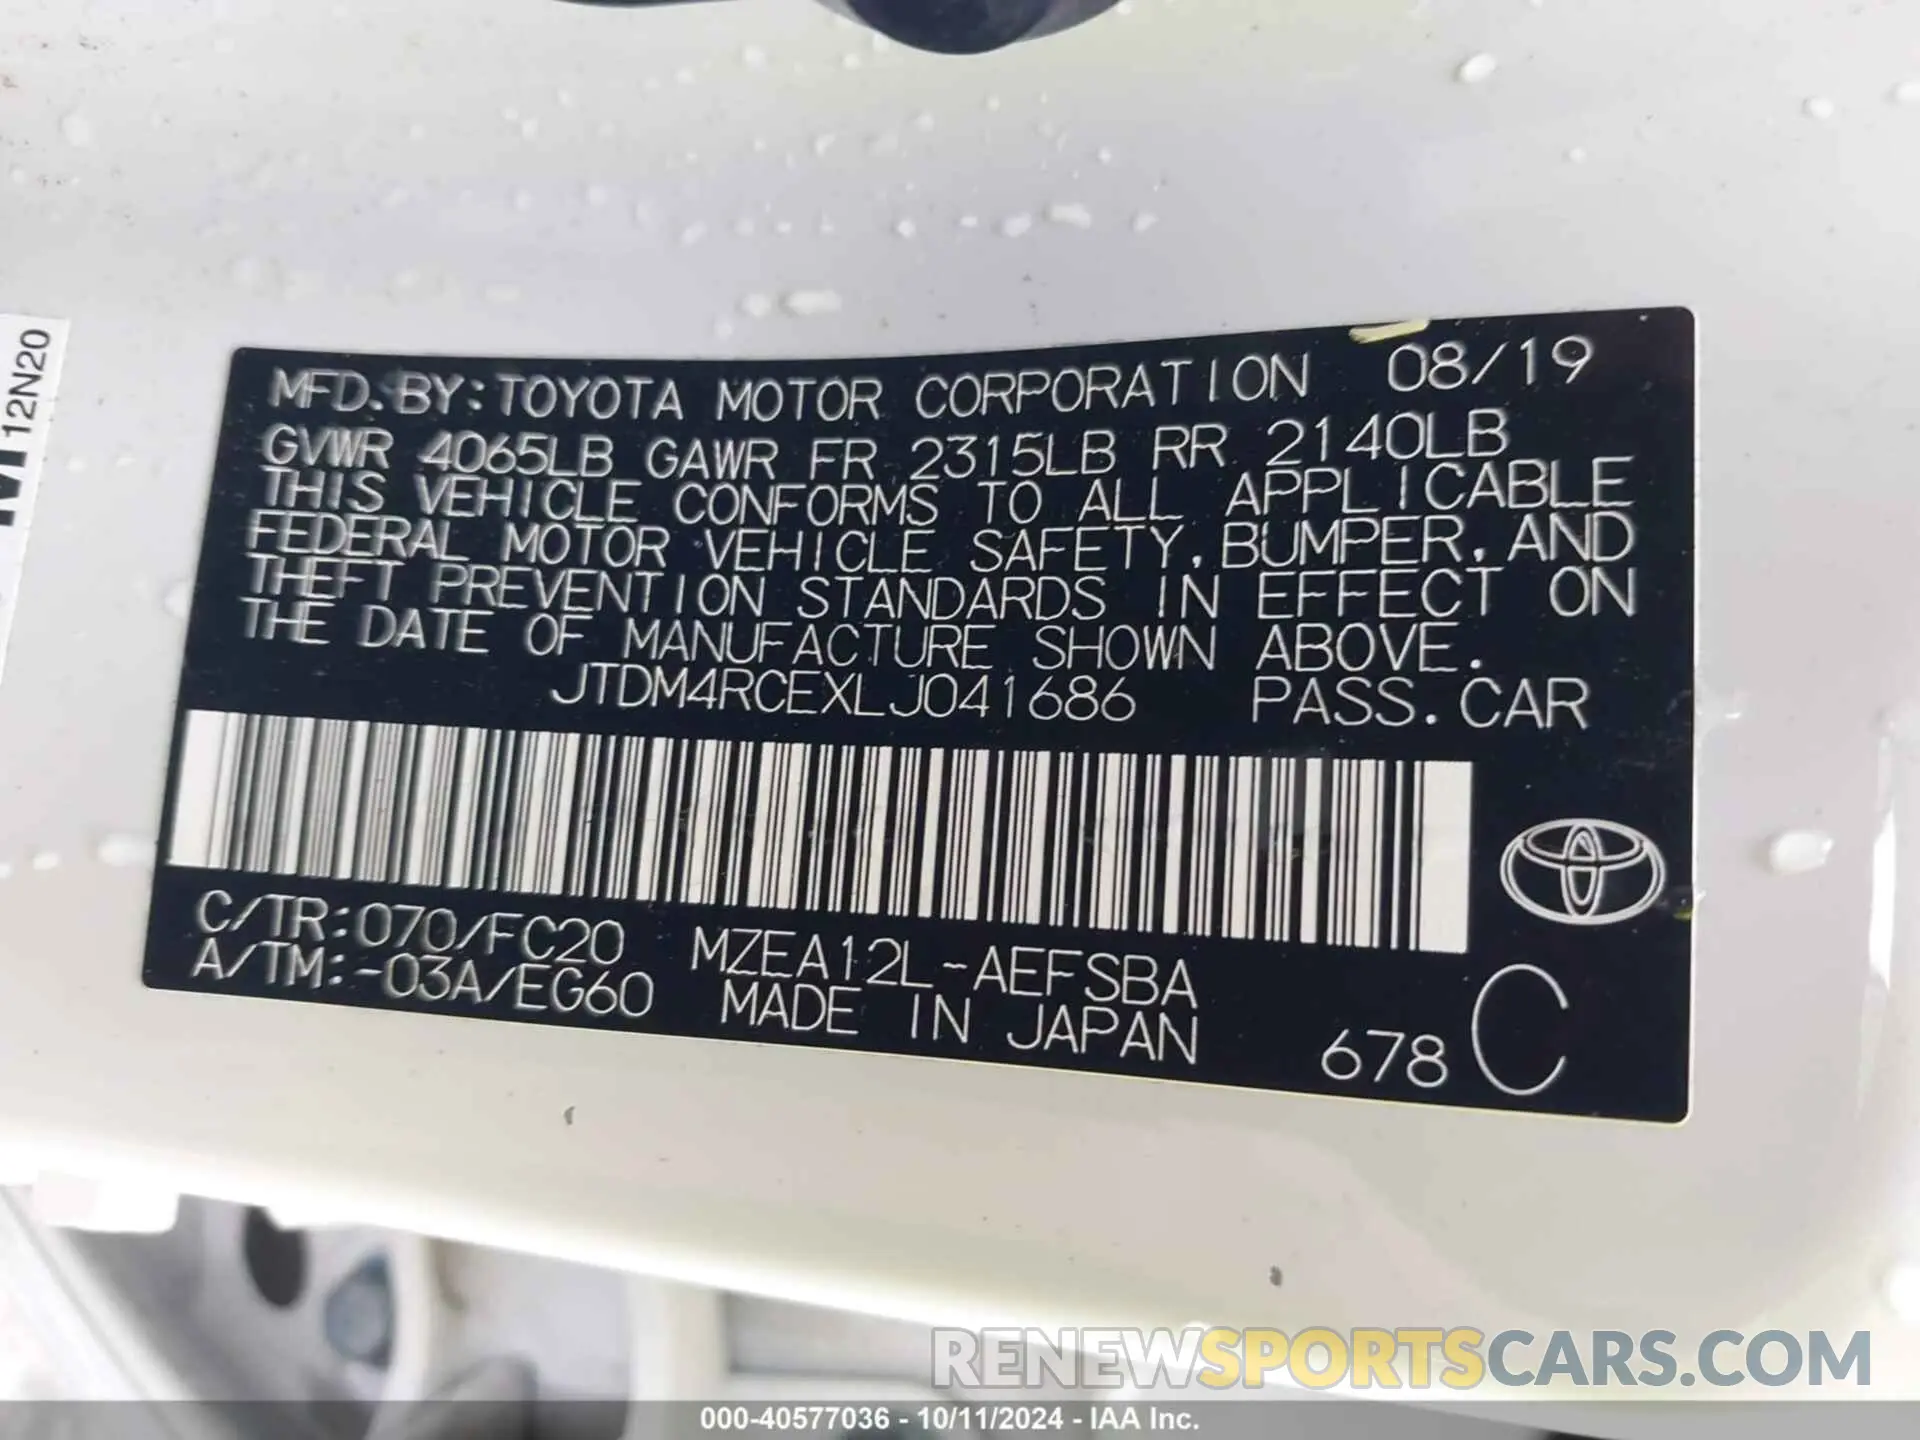 MFD. BY: TOYOTA MOTOR CORPORATION 08/19
GVWR 4065LB GAWR FR 2315LB RR 2140LB
THIS VEHICLE CONFORMS TO ALL APPLICABLE
FEDERAL MOTOR VEHICLE SAFETY, BUMPER, AND
THEFT PREVENTION STANDARDS IN EFFECT ON
THE DATE OF MANUFACTURE SHOWN ABOVE.
JTDM4RCEXLJ041686 PASS. CAR
C/TR: 070/FC20 MZEA12L-AEFSBA
A/TM: -03A/EG60 MADE IN JAPAN 678 C
12N20
RENEWSPORTSCARS.COM
000-40577036 - 10/11/2024 - IAA Inc.